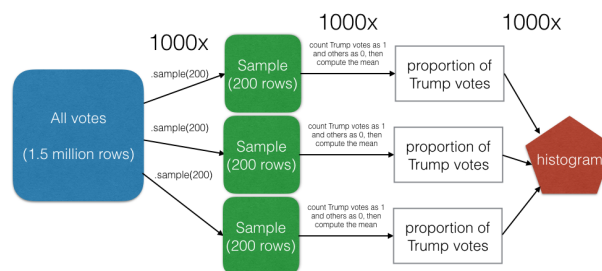 1000x
1000x
1000x
All votes
(1.5 million rows)
.sample(200)
Sample
(200 rows)
count Trump votes as 1
and others as 0, then
compute the mean
proportion of
Trump votes
.sample(200)
Sample
(200 rows)
count Trump votes as 1
and others as 0, then
compute the mean
proportion of
Trump votes
histogram
.sample(200)
Sample
(200 rows)
count Trump votes as 1
and others as 0, then
compute the mean
proportion of
Trump votes